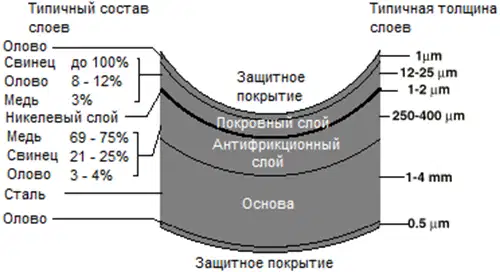 Типичный состав
слоев
Типичная толщина
слоев
Олово
Свинец до 100%
Олово 8 - 12%
Медь 3%
Никелевый слой
Медь 69 - 75%
Свинец 21 - 25%
Олово 3 - 4%
Сталь
Олово
Защитное
покрытие
Покровный слой
Антифрикционный
слой
Основа
Защитное покрытие
1μm
12-25 μm
1-2 μm
250-400 μm
1-4 mm
0.5 μm